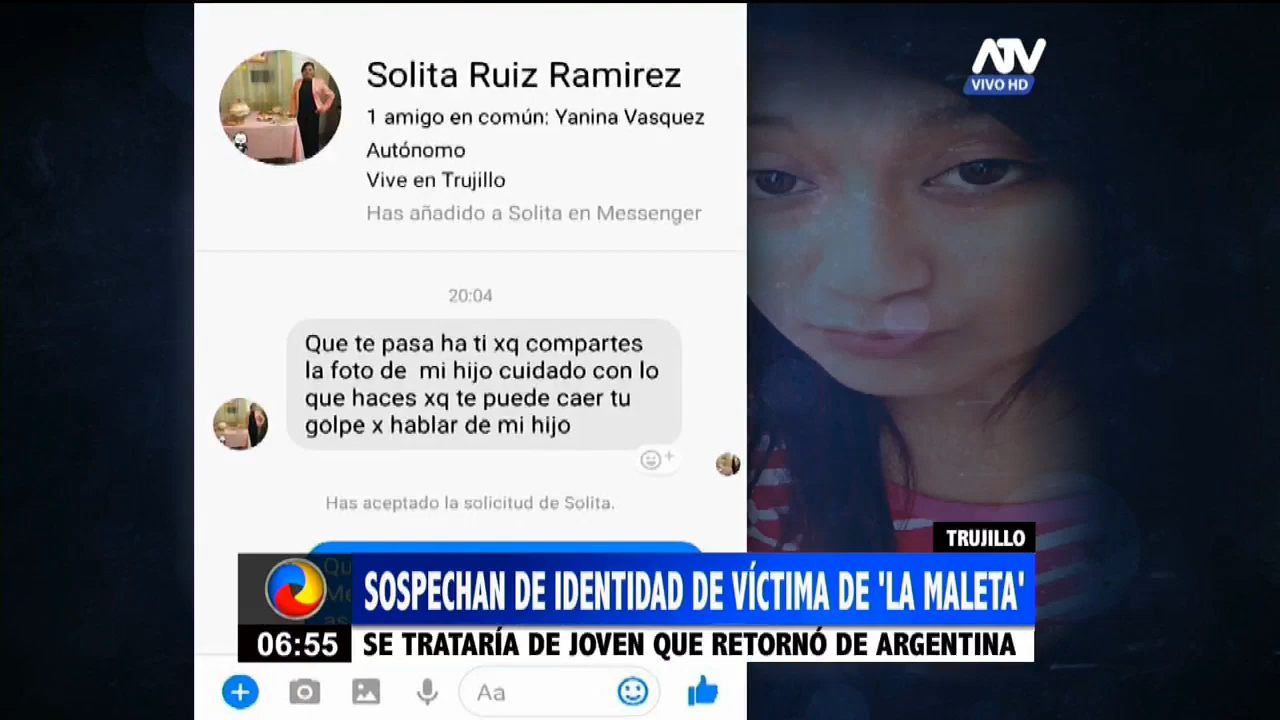 Solita Ruiz Ramirez
1 amigo en común: Yanina Vasquez
Autónomo
Vive en Trujillo
Has añadido a Solita en Messenger
20:04
Que te pasa ha ti xq compartes
la foto de mi hijo cuidado con lo
que haces xq te puede caer tu
golpe x hablar de mi hijo
Has aceptado la solicitud de Solita.
Aa
ATV
VIVO HD
TRUJILLO
SOSPECHAN DE IDENTIDAD DE VÍCTIMA DE 'LA MALETA'
06:55
SE TRATARÍA DE JOVEN QUE RETORNÓ DE ARGENTINA